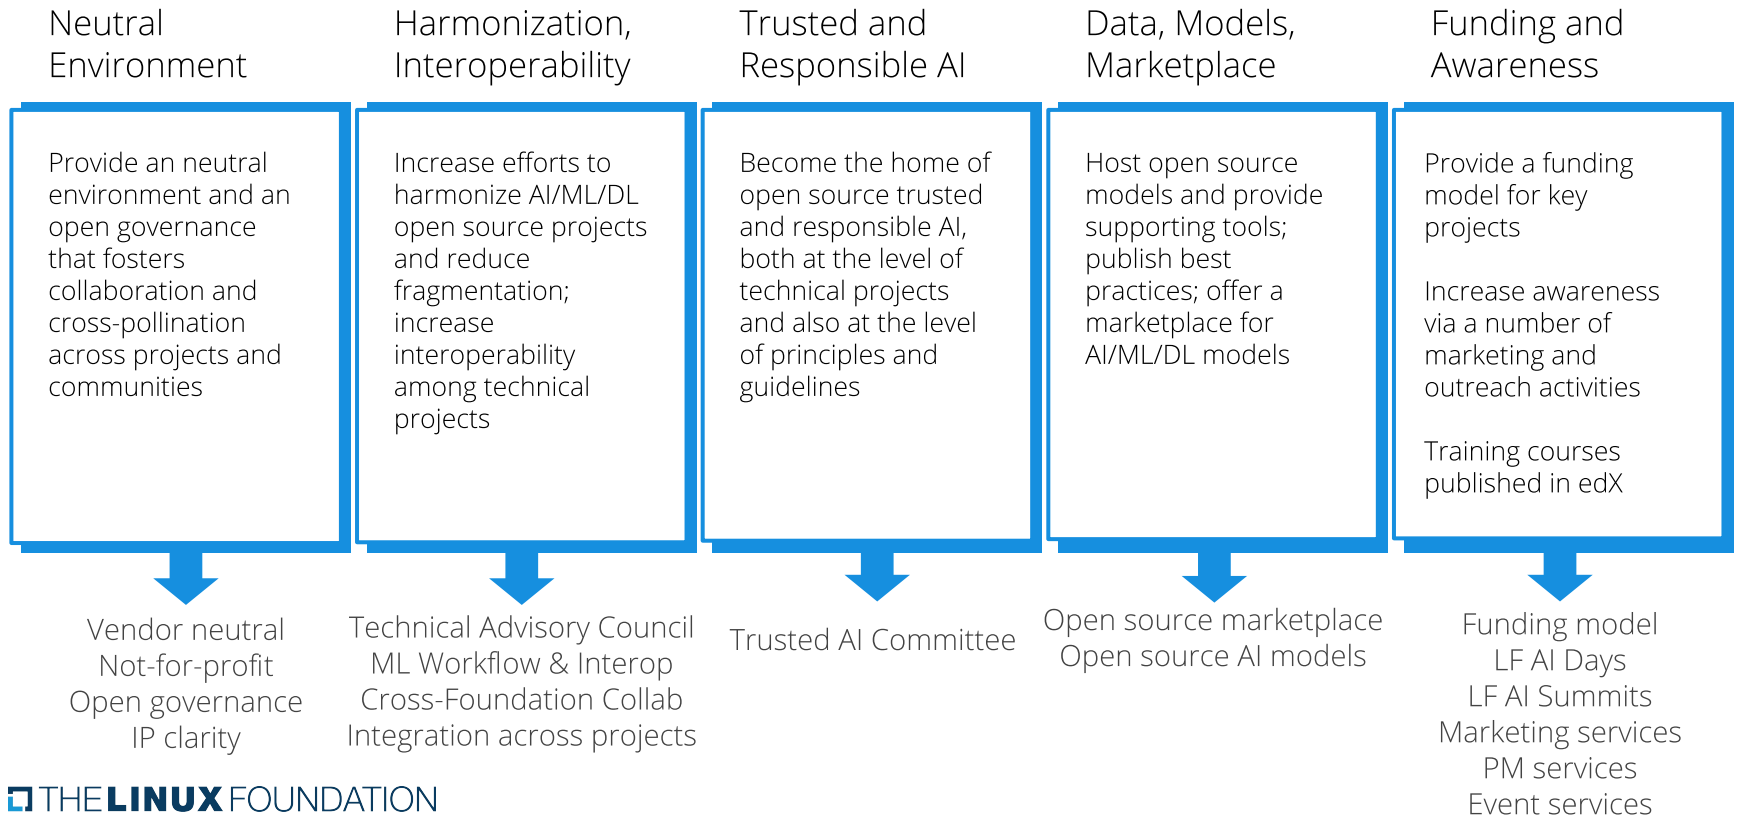 Neutral
Environment
Provide an neutral
environment and an
open governance
that fosters
collaboration and
cross-pollination
across projects and
communities
Vendor neutral
Not-for-profit
Open governance
IP clarity
Harmonization,
Interoperability
Increase efforts to
harmonize AI/ML/DL
open source projects
and reduce
fragmentation;
increase
interoperability
among technical
projects
Technical Advisory Council
ML Workflow & Interop
Cross-Foundation Collab
Integration across projects
Trusted and
Responsible AI
Become the home of
open source trusted
and responsible AI,
both at the level of
technical projects
and also at the level
of principles and
guidelines
Trusted AI Committee
Data, Models,
Marketplace
Host open source
models and provide
supporting tools;
publish best
practices; offer a
marketplace for
AI/ML/DL models
Open source marketplace
Open source AI models
Funding and
Awareness
Provide a funding
model for key
projects
Increase awareness
via a number of
marketing and
outreach activities
Training courses
published in edX
Funding model
LF AI Days
LF AI Summits
Marketing services
PM services
Event services
THE LINUX FOUNDATION